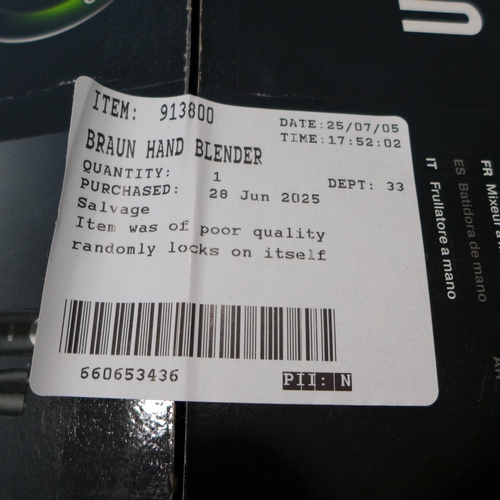 ITEM: 913800
DATE:25/07/05
TIME:17:52:02
BRAUN HAND BLENDER
QUANTITY: 1
DEPT: 33
PURCHASED: 28 Jun 2025
Salvage
Item was of poor quality
randomly locks on itself
660653436
PII: N
FR Mixeur à
ES Batidora de mano
IT Frullatore a mano